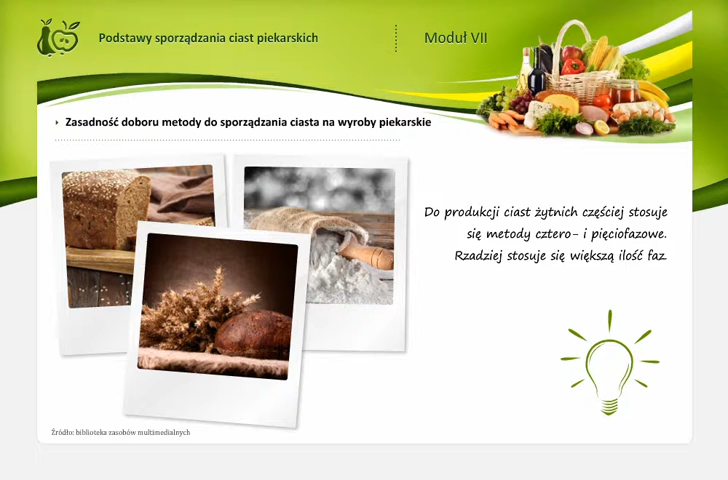 Podstawy sporządzania ciast piekarskich
Moduł VII
Zasadność doboru metody do sporządzania ciasta na wyroby piekarskie
Do produkcji ciast żytnich częściej stosuje
się metody cztero- i pięciofazowe.
Rzadziej stosuje się większą ilość faz.
Źródło: biblioteka zasobów multimedialnych